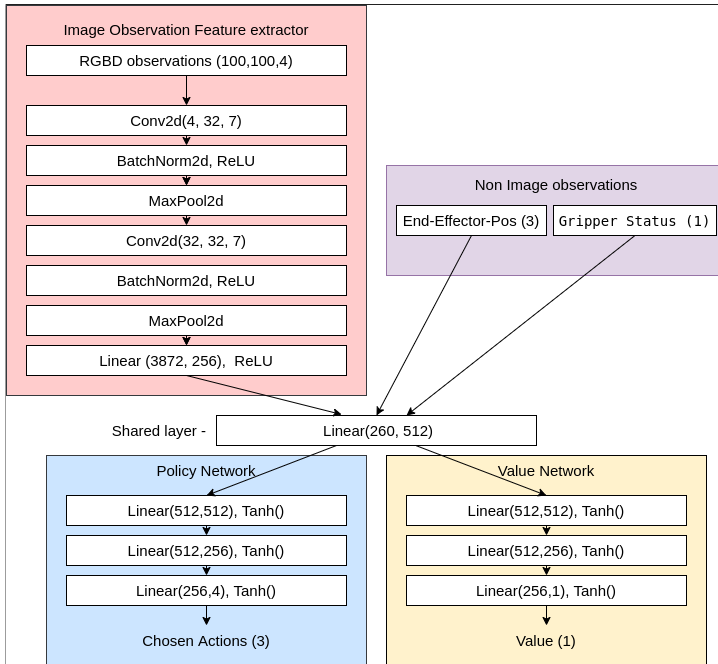 Image Observation Feature extractor
RGBD observations (100,100,4)
Conv2d(4, 32, 7)
BatchNorm2d, ReLU
MaxPool2d
Conv2d(32, 32, 7)
BatchNorm2d, ReLU
MaxPool2d
Linear (3872, 256),  ReLU
Non Image observations
End-Effector-Pos (3)
Gripper Status (1)
Shared layer -
Linear(260, 512)
Policy Network
Linear(512,512), Tanh()
Linear(512,256), Tanh()
Linear(256,4), Tanh()
Chosen Actions (3)
Value Network
Linear(512,512), Tanh()
Linear(512,256), Tanh()
Linear(256,1), Tanh()
Value (1)